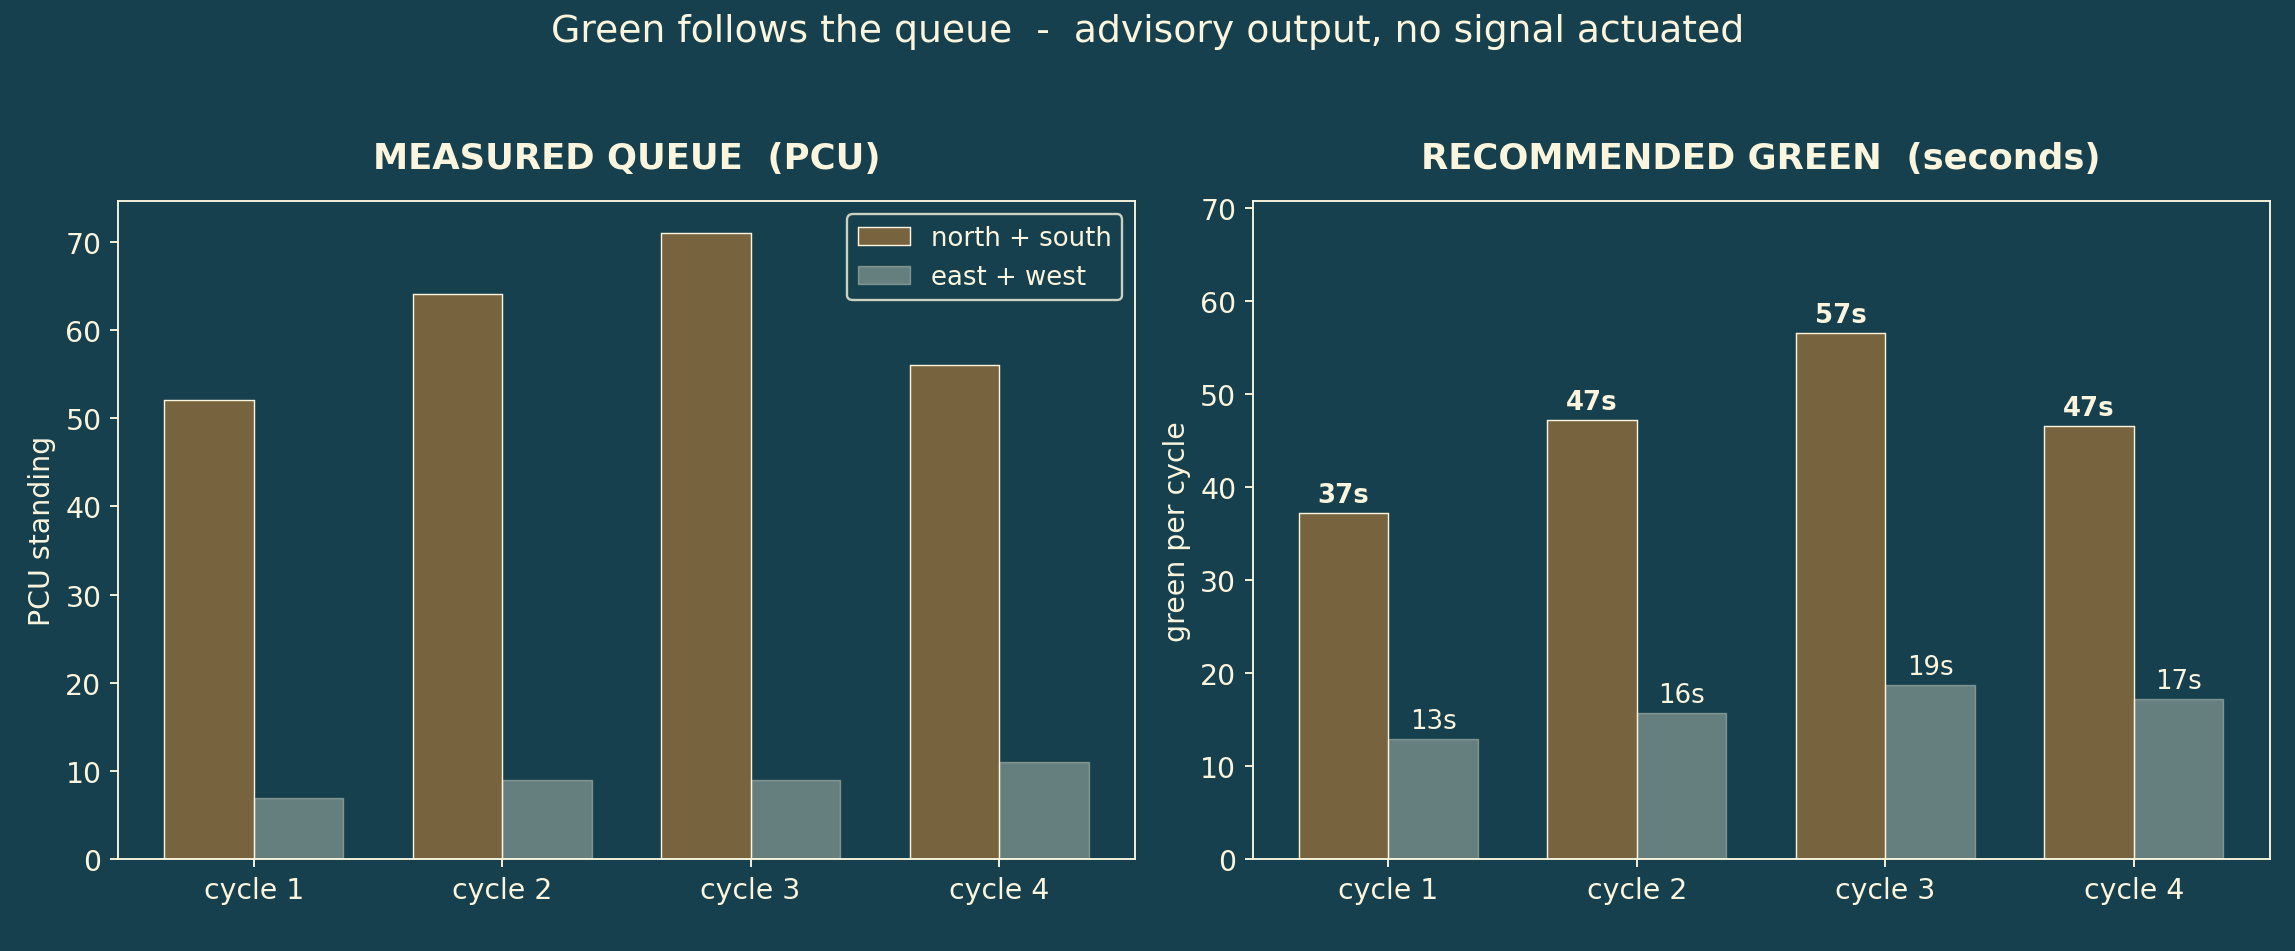 Green follows the queue  -  advisory output, no signal actuated
MEASURED QUEUE  (PCU)
PCU standing
70
60
50
40
30
20
10
0
north + south
east + west
cycle 1
cycle 2
cycle 3
cycle 4
RECOMMENDED GREEN  (seconds)
green per cycle
70
60
50
40
30
20
10
0
37s
13s
47s
16s
57s
19s
47s
17s
cycle 1
cycle 2
cycle 3
cycle 4